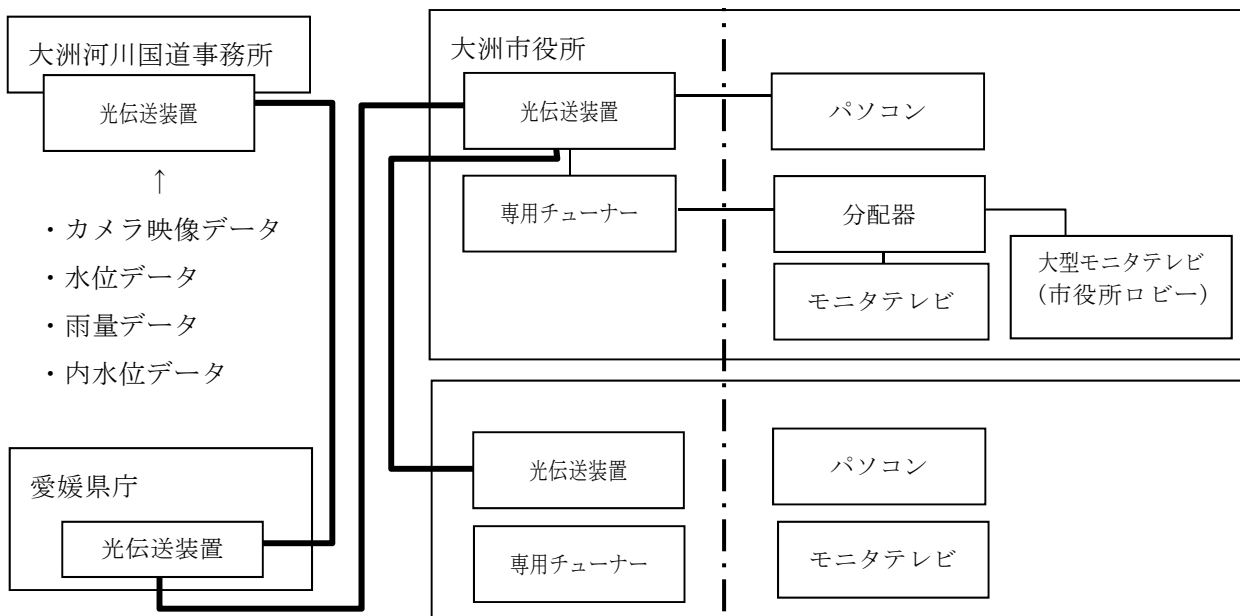 大洲河川国道事務所
光伝送装置
↑
・カメラ映像データ
・水位データ
・雨量データ
・内水位データ
愛媛県庁
光伝送装置
大洲市役所
光伝送装置
パソコン
専用チューナー
分配器
モニタテレビ
大型モニタテレビ
(市役所ロビー)
光伝送装置
パソコン
専用チューナー
モニタテレビ